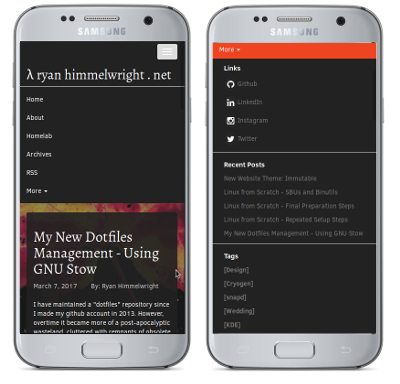 SAMSUNG
λ ryan himmelwright . net
Home
About
Homelab
Archives
RSS
More
My New Dotfiles
Management - Using
GNU Stow
March 7, 2017 By: Ryan Himmelwright
I have maintained a "dotfiles" repository since
I made my github account in 2013. However,
overtime it became more of a post-apocalyptic
wasteland, cluttered with remnants of obsolete
SAMSUNG
More
Links
Github
LinkedIn
Instagram
Twitter
Recent Posts
New Website Theme: Immutable
Linux from Scratch - SBUs and Binutils
Linux from Scratch - Final Preparation Steps
Linux from Scratch - Repeated Setup Steps
My New Dotfiles Management - Using GNU Stow
Tags
[Design]
[Cryogen]
[snapd]
[Wedding]
[KDE]